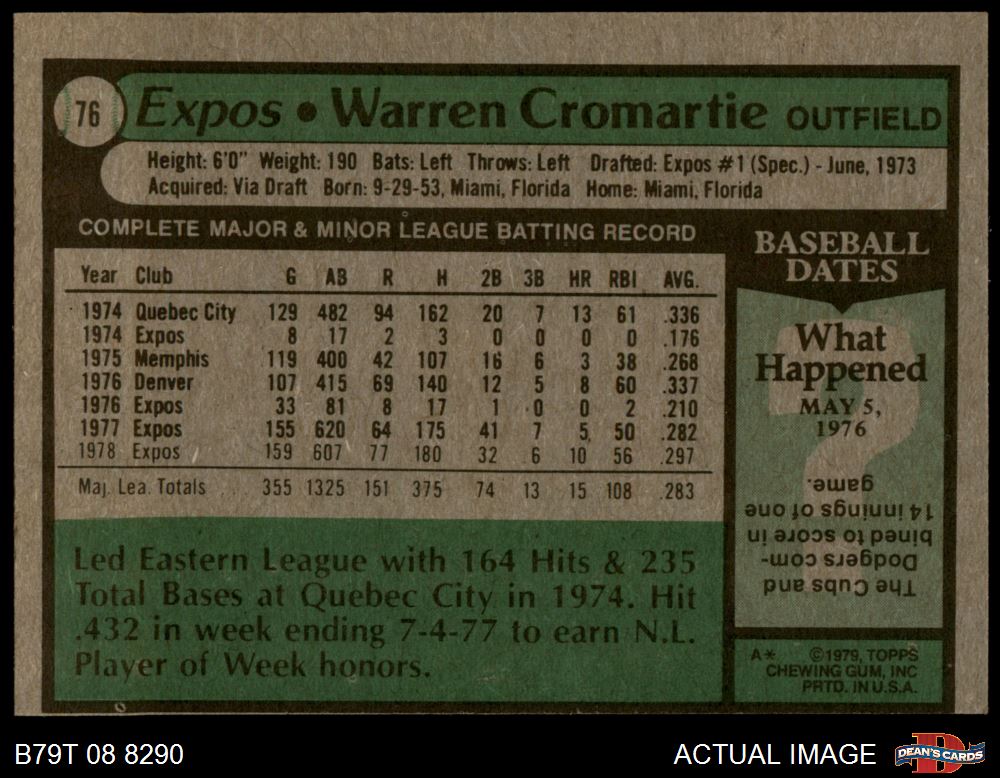 76
Expos • Warren Cromartie OUTFIELD
Height: 6'0" Weight: 190 Bats: Left Throws: Left Drafted: Expos #1 (Spec.) - June, 1973
Acquired: Via Draft Born: 9-29-53, Miami, Florida Home: Miami, Florida
COMPLETE MAJOR & MINOR LEAGUE BATTING RECORD
Year Club G AB R H 2B 3B HR RBI AVG.
1974 Quebec City 129 482 94 162 20 7 13 61 .336
1974 Expos 8 17 2 3 0 0 0 0 .176
1975 Memphis 119 400 42 107 16 6 3 38 .268
1976 Denver 107 415 69 140 12 5 8 60 .337
1976 Expos 33 81 8 17 1 0 0 2 .210
1977 Expos 155 620 64 175 41 7 5 50 .282
1978 Expos 159 607 77 180 32 6 10 56 .297
Maj. Lea. Totals 355 1325 151 375 74 13 15 108 .283
Led Eastern League with 164 Hits & 235
Total Bases at Quebec City in 1974. Hit
.432 in week ending 7-4-77 to earn N.L.
Player of Week honors.
BASEBALL
DATES
What
Happened
MAY 5,
1976
The Cubs and
Dodgers com-
bined to score in
14 innings of one
game.
A* ©1979, TOPPS
CHEWING GUM, INC
PRTD. IN U.S.A.
B79T 08 8290
ACTUAL IMAGE
DEAN'S CARDS